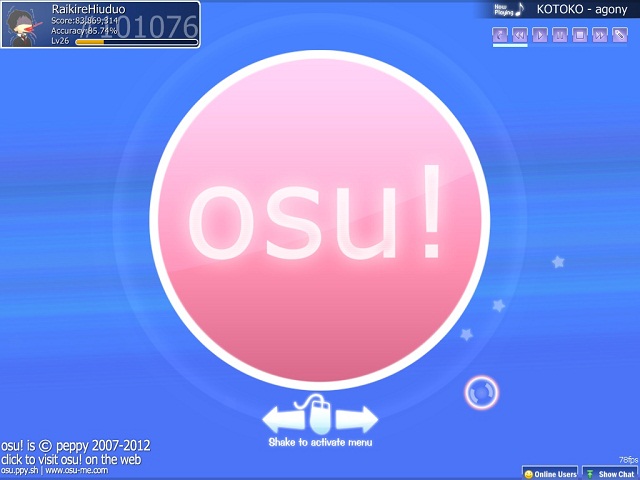 RaikireHiuduo
Score:83,869,314
Accuracy:85.74%
Lv26
#101076
Now Playing
KOTOKO - agony
osu!
Shake to activate menu
osu! is © peppy 2007-2012
click to visit osu! on the web
osu.ppy.sh | www.osu-me.com
78fps
Online Users
Show Chat